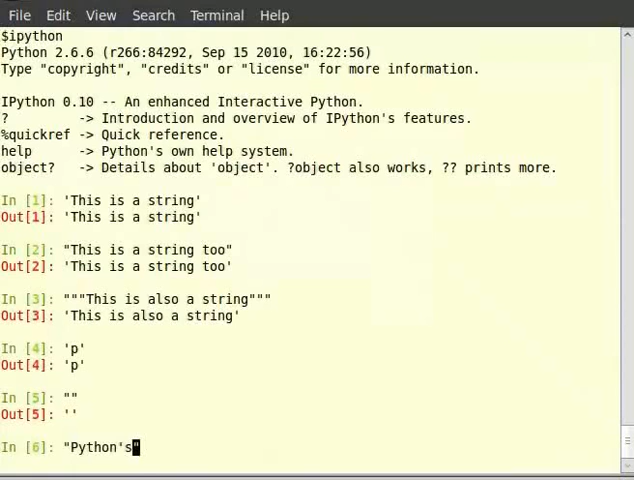 File Edit View Search Terminal Help
$ipython
Python 2.6.6 (r266:84292, Sep 15 2010, 16:22:56)
Type "copyright", "credits" or "license" for more information.
IPython 0.10 -- An enhanced Interactive Python.
? -> Introduction and overview of IPython's features.
%quickref -> Quick reference.
help -> Python's own help system.
object? -> Details about 'object'. ?object also works, ?? prints more.
In [1]: 'This is a string'
Out[1]: 'This is a string'
In [2]: "This is a string too"
Out[2]: 'This is a string too'
In [3]: """This is also a string"""
Out[3]: 'This is also a string'
In [4]: 'p'
Out[4]: 'p'
In [5]: ""
Out[5]: ''
In [6]: "Python's"